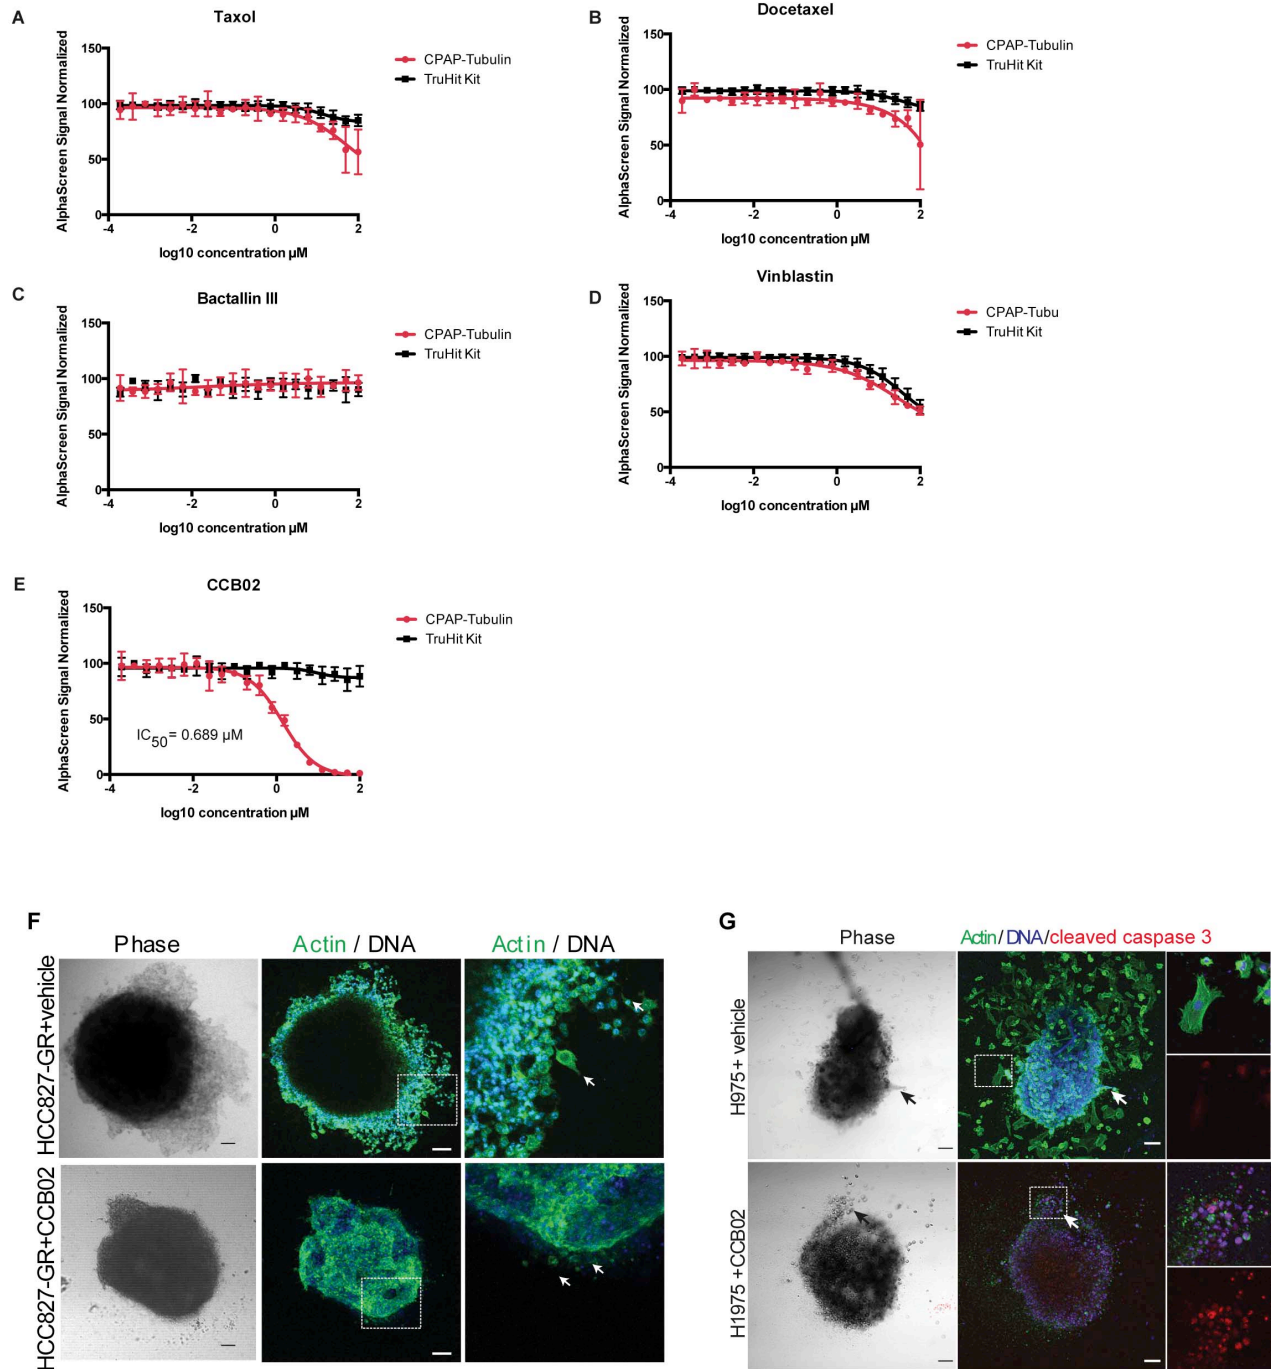 A
Taxol
AlphaScreen Signal Normalized
150
100
50
0
-4
-2
0
2
log10 concentration µM
CPAP-Tubulin
TruHit Kit
B
Docetaxel
AlphaScreen Signal Normalized
150
100
50
0
-4
-2
0
2
log10 concentration µM
CPAP-Tubulin
TruHit Kit
C
Bactallin III
AlphaScreen Signal Normalized
150
100
50
0
-4
-2
0
2
log10 concentration µM
CPAP-Tubulin
TruHit Kit
D
Vinblastin
AlphaScreen Signal Normalized
150
100
50
0
-4
-2
0
2
log10 concentration µM
CPAP-Tubu
TruHit Kit
E
CCB02
AlphaScreen Signal Normalized
150
100
50
0
-4
-2
0
2
log10 concentration µM
CPAP-Tubulin
TruHit Kit
IC50 = 0.689 µM
F
Phase
Actin / DNA
Actin / DNA
HCC827-GR+vehicle
HCC827-GR+CCB02
G
Phase
Actin/DNA/cleaved caspase 3
H975 + vehicle
H1975 +CCB02